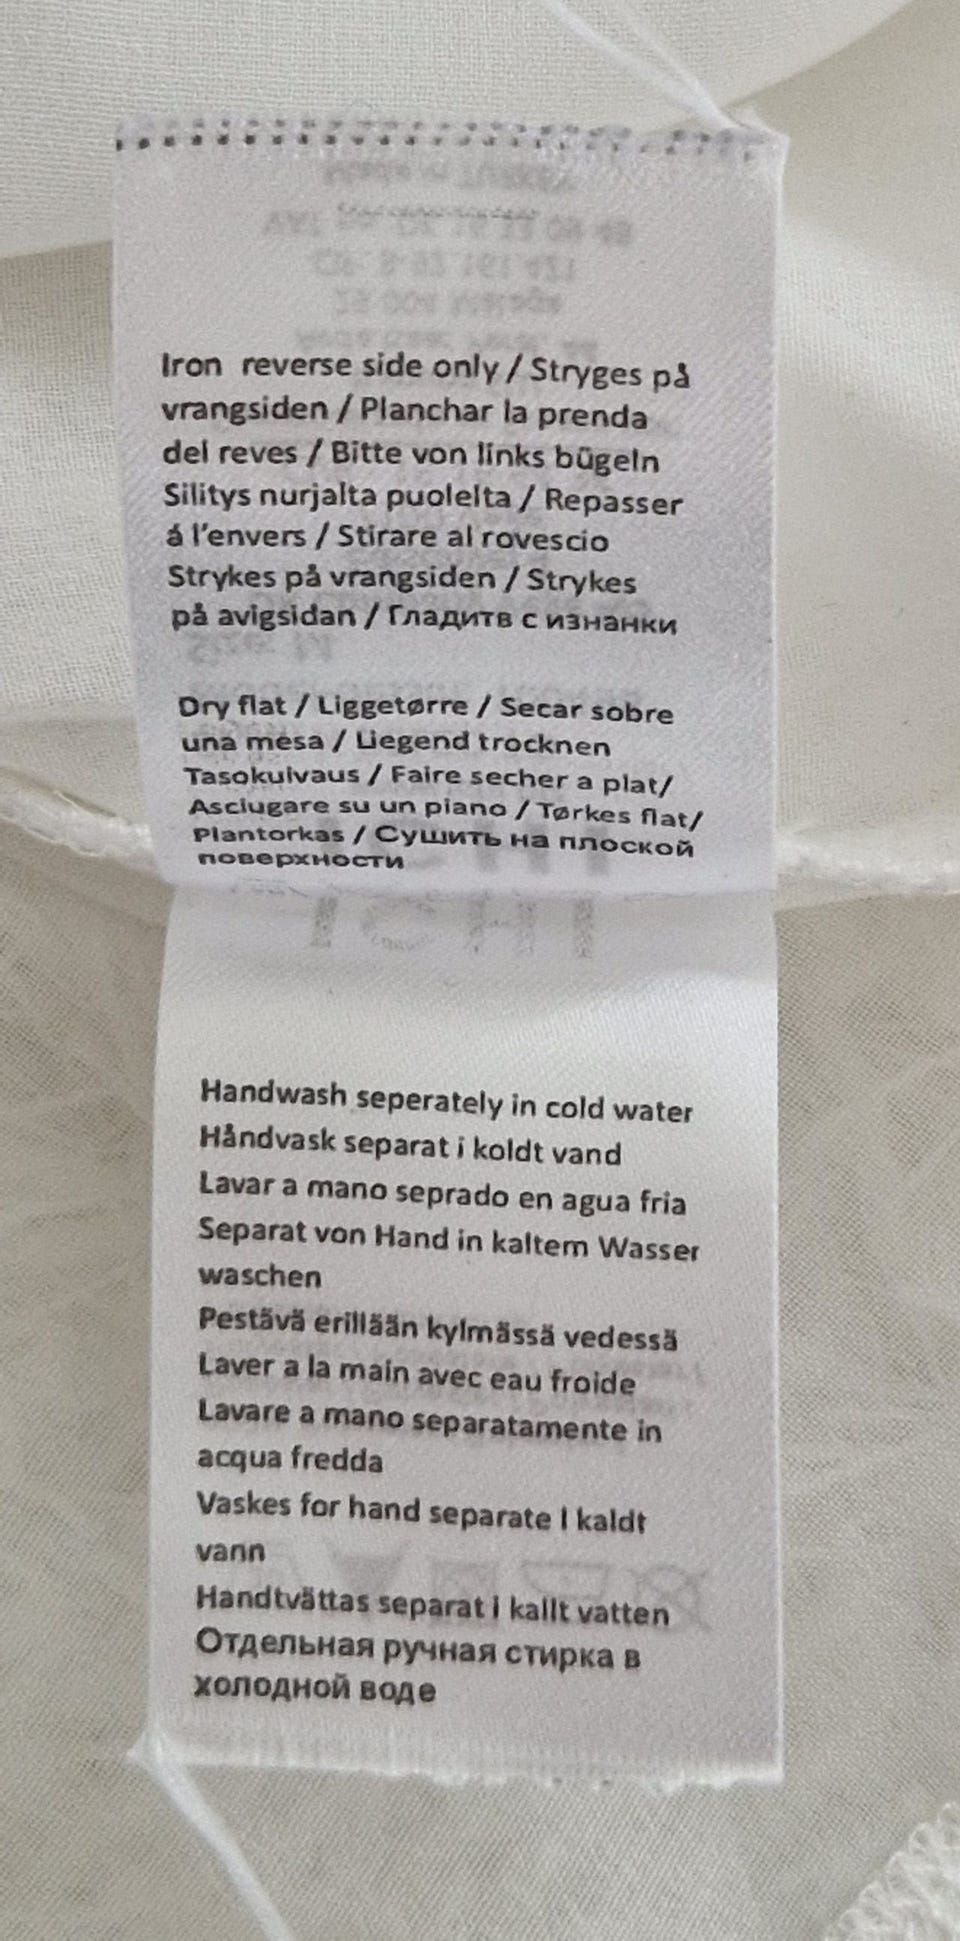 Iron reverse side only / Stryges på
vrangsiden / Planchar la prenda
del reves / Bitte von links bügeln
Silitys nurjalta puolelta / Repasser
á l'envers / Stirare al rovescio
Strykes på vrangsiden / Strykes
på avigsidan / Гладитв с изнанки
Dry flat / Liggetørre / Secar sobre
una mesa / Liegend trocknen
Tasokuivaus / Faire secher a plat/
Asciugare su un piano / Tørkes flat/
Plantorkas / Сушить на плоской
поверхности
Handwash seperately in cold water
Håndvask separat i koldt vand
Lavar a mano seprado en agua fria
Separat von Hand in kaltem Wasser
waschen
Pestävä erillään kylmässä vedessä
Laver a la main avec eau froide
Lavare a mano separatamente in
acqua fredda
Vaskes for hand separate I kaldt
vann
Handtvättas separat i kallt vatten
Отдельная ручная стирка в
холодной воде